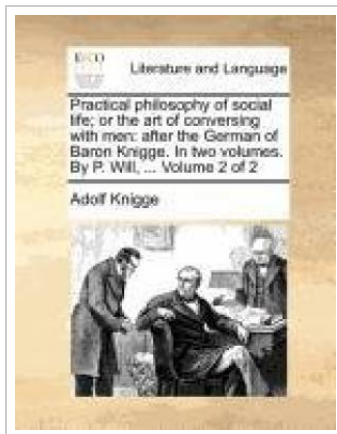 ECCO
Literature and Language
Practical philosophy of social
life; or the art of conversing
with men: after the German of
Baron Knigge. In two volumes.
By P. Will, ... Volume 2 of 2
Adolf Knigge